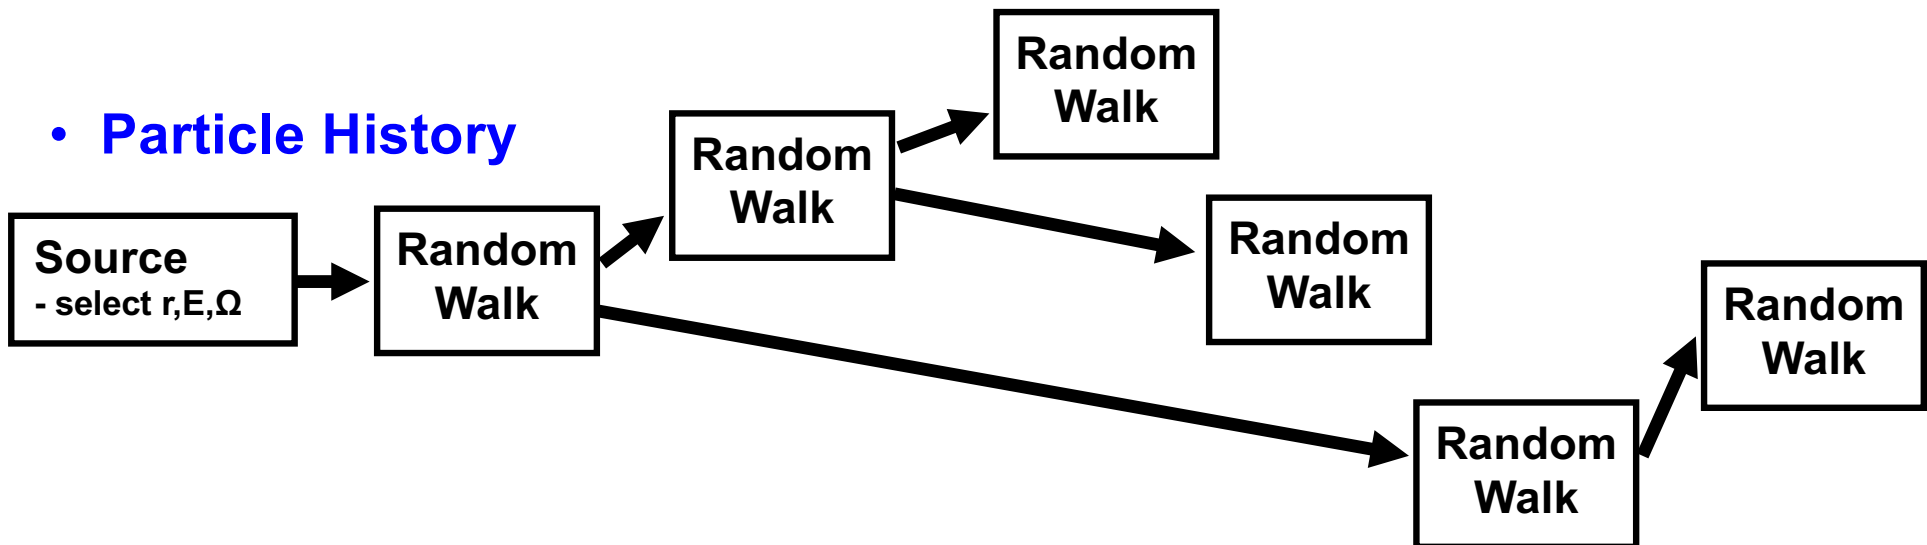 • Particle History
Source
- select r,E,Ω
Random
Walk
Random
Walk
Random
Walk
Random
Walk
Random
Walk
Random
Walk